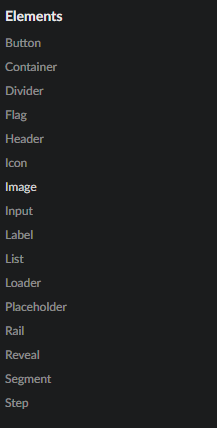 Elements
Button
Container
Divider
Flag
Header
Icon
Image
Input
Label
List
Loader
Placeholder
Rail
Reveal
Segment
Step